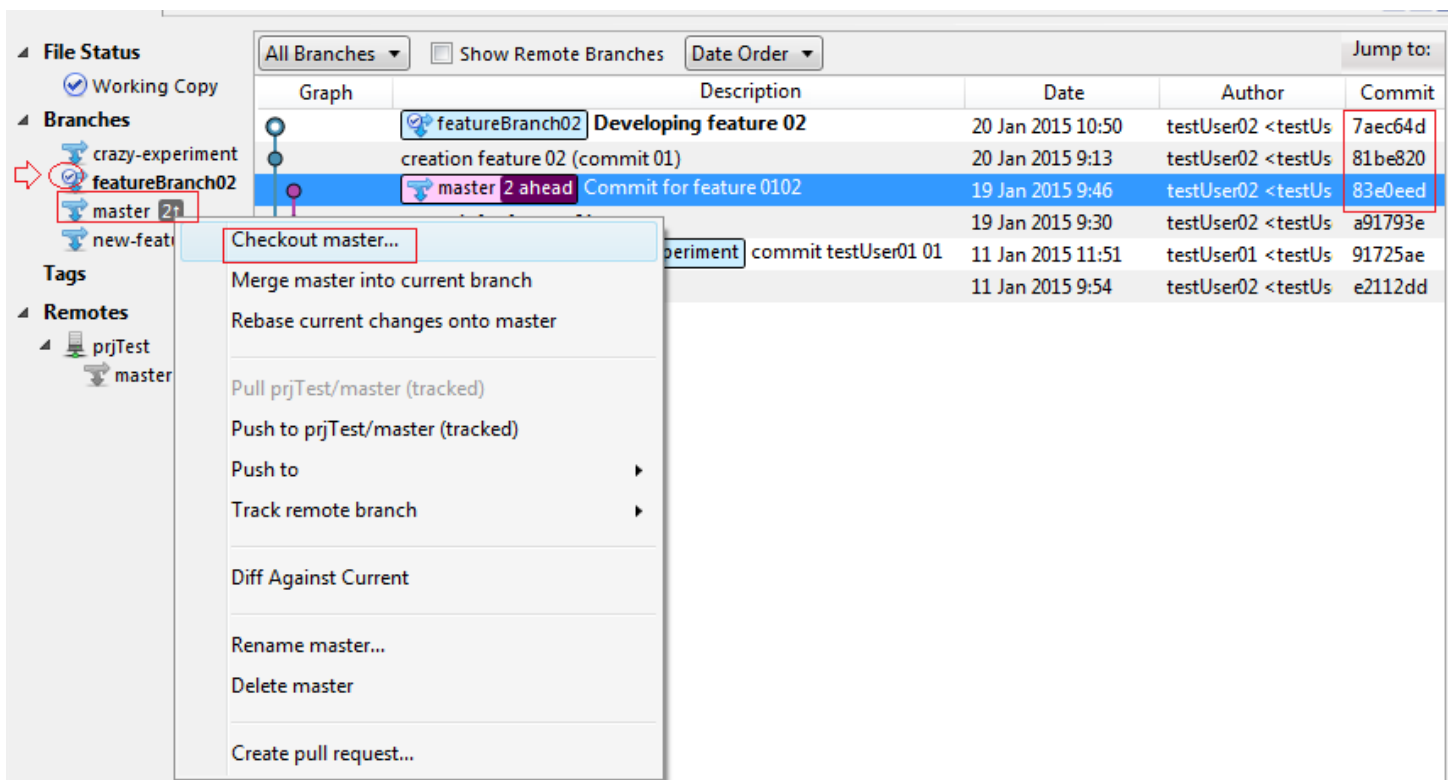 File Status
Working Copy
Branches
crazy-experiment
featureBranch02
master 2↑
new-featu
Tags
Remotes
prjTest
master
All Branches Show Remote Branches Date Order Jump to:
Graph Description Date Author Commit
featureBranch02 Developing feature 02 20 Jan 2015 10:50 testUser02 <testUs 7aec64d
creation feature 02 (commit 01) 20 Jan 2015 9:13 testUser02 <testUs 81be820
master 2 ahead Commit for feature 0102 19 Jan 2015 9:46 testUser02 <testUs 83e0eed
19 Jan 2015 9:30 testUser02 <testUs a91793e
periment commit testUser01 01 11 Jan 2015 11:51 testUser01 <testUs 91725ae
11 Jan 2015 9:54 testUser02 <testUs e2112dd
Checkout master...
Merge master into current branch
Rebase current changes onto master
Pull prjTest/master (tracked)
Push to prjTest/master (tracked)
Push to
Track remote branch
Diff Against Current
Rename master...
Delete master
Create pull request...